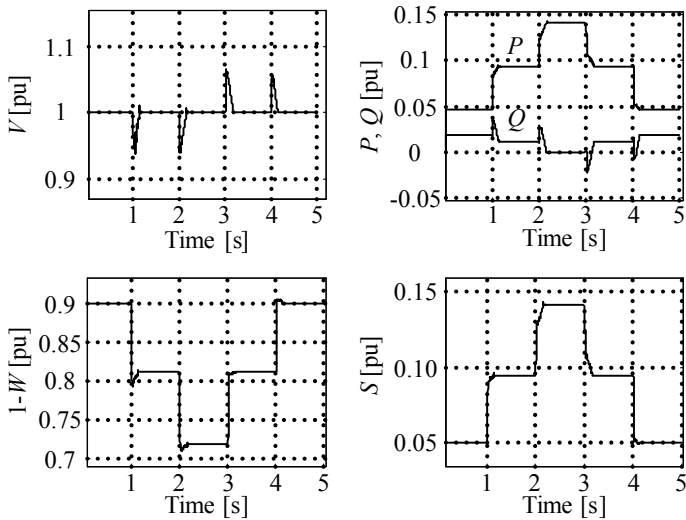 1.1
1
0.9
V [pu]
1 2 3 4 5
Time [s]
0.15
0.1
0.05
0
-0.05
P, Q [pu]
P
Q
1 2 3 4 5
Time [s]
0.9
0.85
0.8
0.75
0.7
1-W [pu]
1 2 3 4 5
Time [s]
0.15
0.10
0.05
S [pu]
1 2 3 4 5
Time [s]